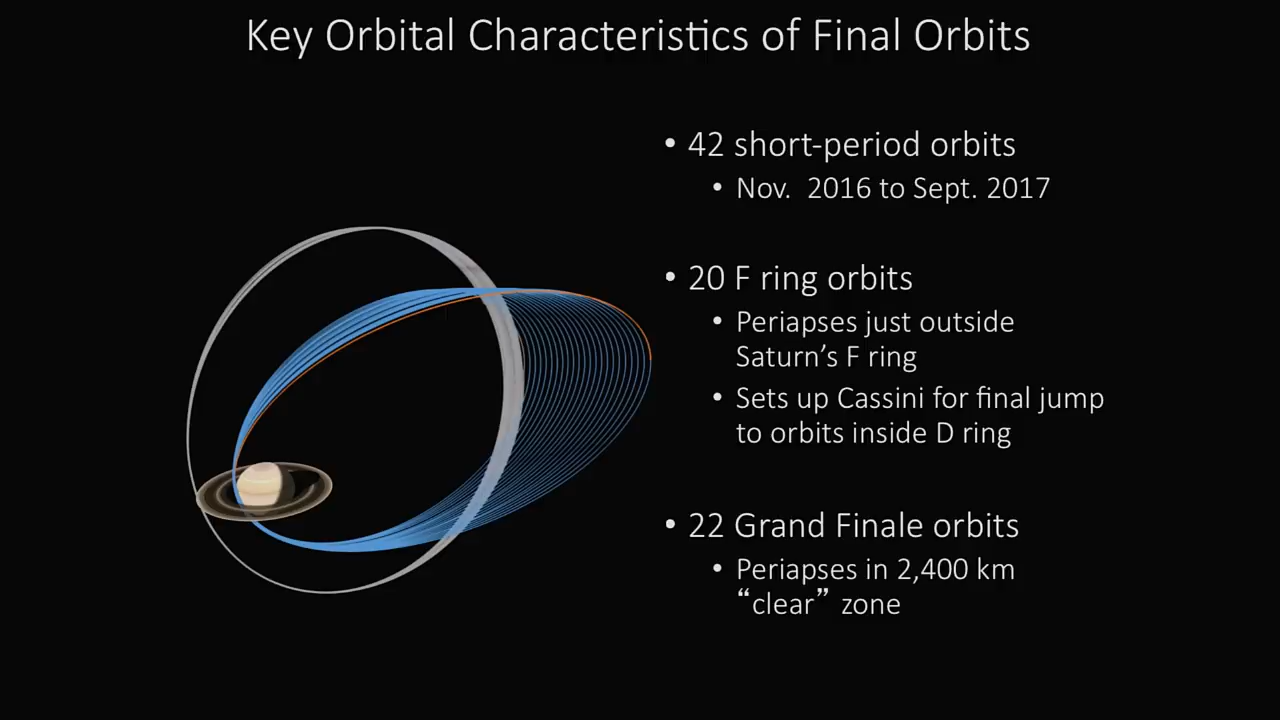 Key Orbital Characteristics of Final Orbits
• 42 short-period orbits
• Nov. 2016 to Sept. 2017
• 20 F ring orbits
• Periapses just outside
Saturn’s F ring
• Sets up Cassini for final jump
to orbits inside D ring
• 22 Grand Finale orbits
• Periapses in 2,400 km
“clear” zone